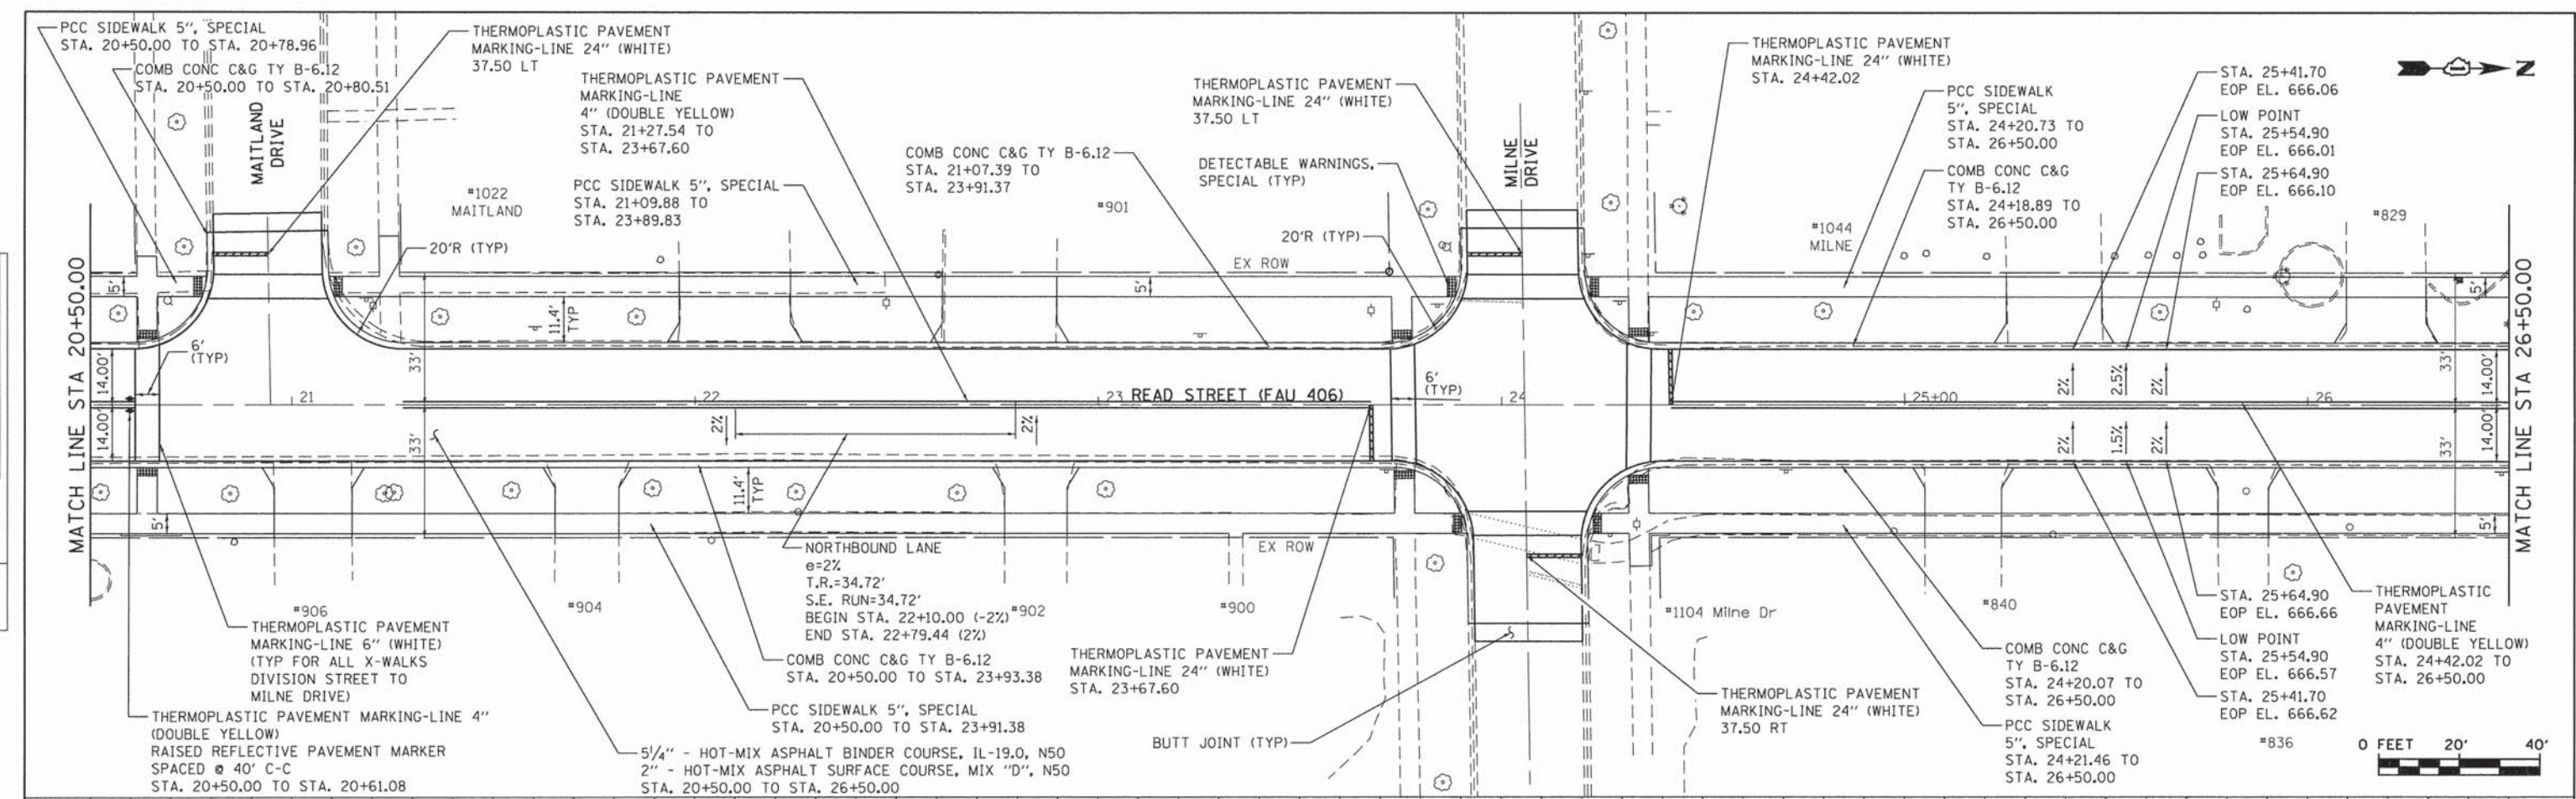 PCC SIDEWALK 5", SPECIAL
STA. 20+50.00 TO STA. 20+78.96
COMB CONC C&G TY B-6.12
STA. 20+50.00 TO STA. 20+80.51
MAITLAND
DRIVE
THERMOPLASTIC PAVEMENT
MARKING-LINE 24" (WHITE)
37.50 LT
THERMOPLASTIC PAVEMENT
MARKING-LINE
4" (DOUBLE YELLOW)
STA. 21+27.54 TO
STA. 23+67.60
#1022
MAITLAND
PCC SIDEWALK 5", SPECIAL
STA. 21+09.88 TO
STA. 23+89.83
20'R (TYP)
COMB CONC C&G TY B-6.12
STA. 21+07.39 TO
STA. 23+91.37
#901
THERMOPLASTIC PAVEMENT
MARKING-LINE 24" (WHITE)
37.50 LT
DETECTABLE WARNINGS,
SPECIAL (TYP)
20'R (TYP)
EX ROW
MILNE
DRIVE
THERMOPLASTIC PAVEMENT
MARKING-LINE 24" (WHITE)
STA. 24+42.02
#1044
MILNE
PCC SIDEWALK
5", SPECIAL
STA. 24+20.73 TO
STA. 26+50.00
COMB CONC C&G
TY B-6.12
STA. 24+18.89 TO
STA. 26+50.00
STA. 25+41.70
EOP EL. 666.06
LOW POINT
STA. 25+54.90
EOP EL. 666.01
STA. 25+64.90
EOP EL. 666.10
#829
N
MATCH LINE STA 20+50.00
5'
14.00'
14.00'
6'
(TYP)
5'
21
33'
33'
11.4'
TYP
22
2%
2%
11.4'
TYP
23
5'
READ STREET (FAU 406)
6'
(TYP)
24
25+00
2%
2.5%
2%
2%
1.5%
2%
26
33'
33'
14.00'
14.00'
5'
5'
MATCH LINE STA 26+50.00
#906
THERMOPLASTIC PAVEMENT
MARKING-LINE 6" (WHITE)
(TYP FOR ALL X-WALKS
DIVISION STREET TO
MILNE DRIVE)
THERMOPLASTIC PAVEMENT MARKING-LINE 4"
(DOUBLE YELLOW)
RAISED REFLECTIVE PAVEMENT MARKER
SPACED @ 40' C-C
STA. 20+50.00 TO STA. 20+61.08
#904
5 1/4" - HOT-MIX ASPHALT BINDER COURSE, IL-19.0, N50
2" - HOT-MIX ASPHALT SURFACE COURSE, MIX "D", N50
STA. 20+50.00 TO STA. 26+50.00
NORTHBOUND LANE
e=2%
T.R.=34.72'
S.E. RUN=34.72'
BEGIN STA. 22+10.00 (-2%)
END STA. 22+79.44 (2%)
#902
COMB CONC C&G TY B-6.12
STA. 20+50.00 TO STA. 23+93.38
PCC SIDEWALK 5", SPECIAL
STA. 20+50.00 TO STA. 23+91.38
#900
EX ROW
THERMOPLASTIC PAVEMENT
MARKING-LINE 24" (WHITE)
STA. 23+67.60
BUTT JOINT (TYP)
#1104 Milne Dr
THERMOPLASTIC PAVEMENT
MARKING-LINE 24" (WHITE)
37.50 RT
#840
COMB CONC C&G
TY B-6.12
STA. 24+20.07 TO
STA. 26+50.00
PCC SIDEWALK
5", SPECIAL
STA. 24+21.46 TO
STA. 26+50.00
STA. 25+64.90
EOP EL. 666.66
LOW POINT
STA. 25+54.90
EOP EL. 666.57
STA. 25+41.70
EOP EL. 666.62
#836
THERMOPLASTIC
PAVEMENT
MARKING-LINE
4" (DOUBLE YELLOW)
STA. 24+42.02 TO
STA. 26+50.00
0 FEET 20' 40'